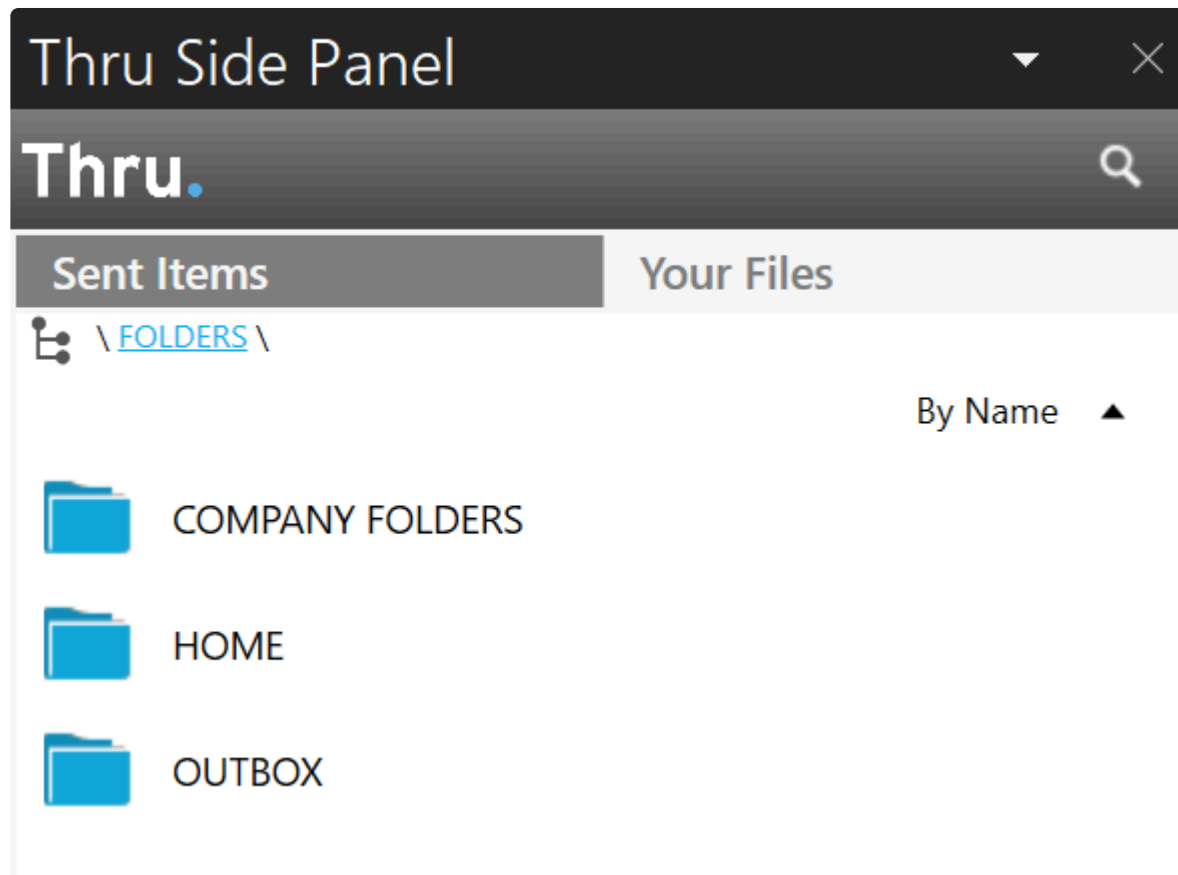 Thru Side Panel
Thru.
Sent Items Your Files
\ FOLDERS \
By Name
COMPANY FOLDERS
HOME
OUTBOX